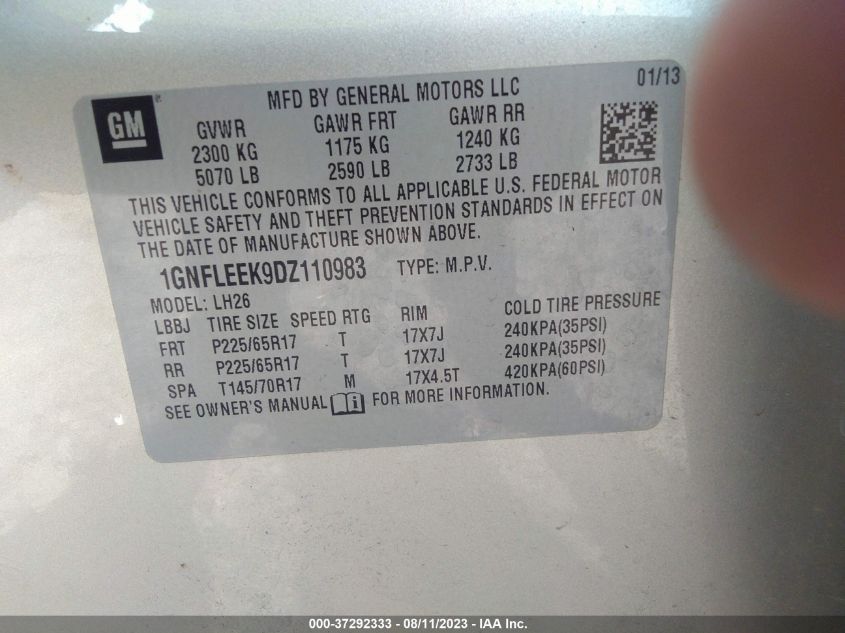 01/13
GM ®
MFD BY GENERAL MOTORS LLC
GVWR GAWR FRT GAWR RR
2300 KG 1175 KG 1240 KG
5070 LB 2590 LB 2733 LB
THIS VEHICLE CONFORMS TO ALL APPLICABLE U.S. FEDERAL MOTOR
VEHICLE SAFETY AND THEFT PREVENTION STANDARDS IN EFFECT ON
THE DATE OF MANUFACTURE SHOWN ABOVE.
1GNFLEEK9DZ110983 TYPE: M.P.V.
MODEL: LH26
LBBJ TIRE SIZE SPEED RTG RIM COLD TIRE PRESSURE
FRT P225/65R17 T 17X7J 240KPA(35PSI)
RR P225/65R17 T 17X7J 240KPA(35PSI)
SPA T145/70R17 M 17X4.5T 420KPA(60PSI)
SEE OWNER'S MANUAL FOR MORE INFORMATION.
000-37292333 - 08/11/2023 - IAA Inc.